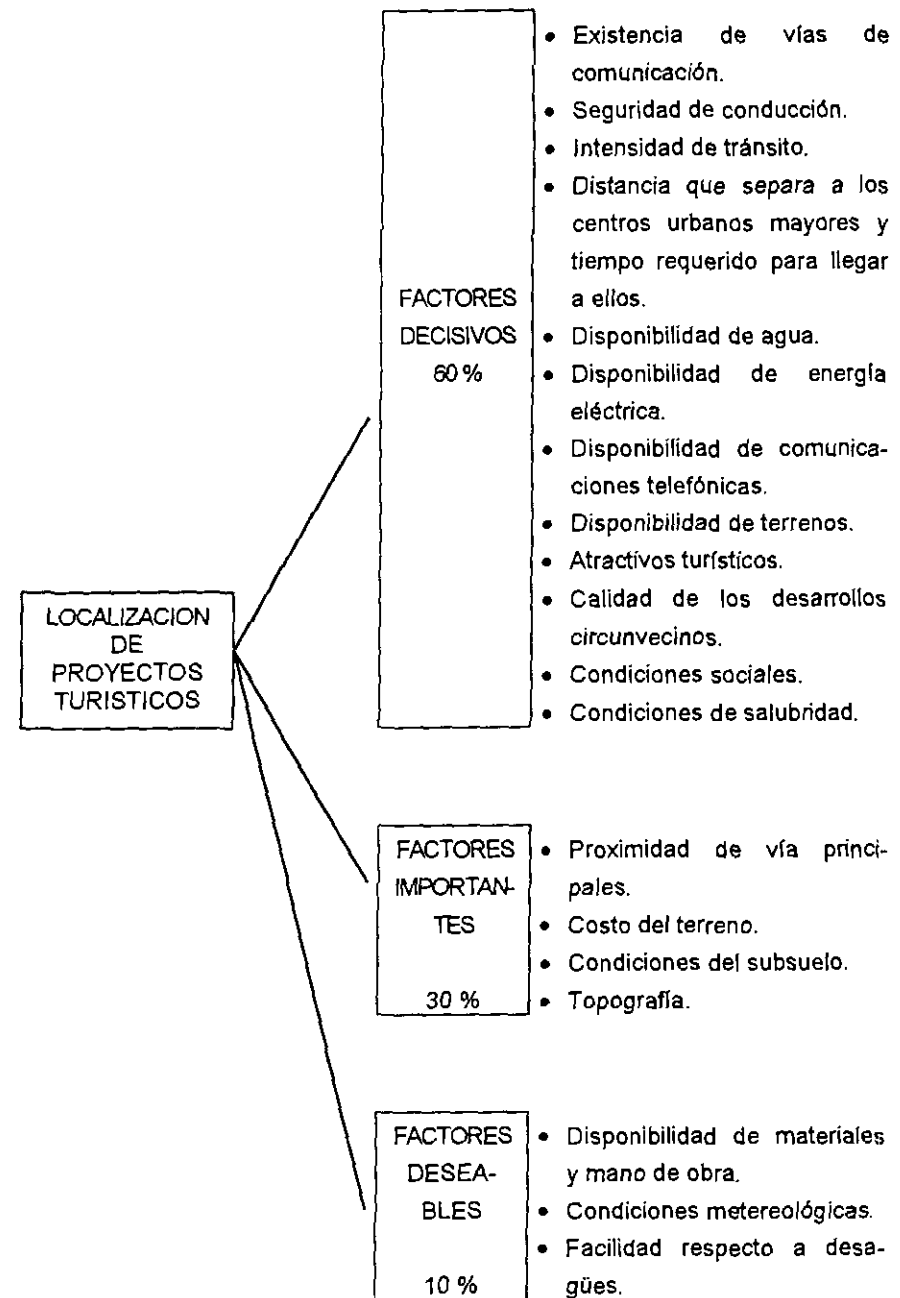 LOCALIZACION
DE
PROYECTOS
TURISTICOS
FACTORES
DECISIVOS
60 %
• Existencia de vías de
comunicación.
• Seguridad de conducción.
• Intensidad de tránsito.
• Distancia que separa a los
centros urbanos mayores y
tiempo requerido para llegar
a ellos.
• Disponibilidad de agua.
• Disponibilidad de energía
eléctrica.
• Disponibilidad de comunica-
ciones telefónicas.
• Disponibilidad de terrenos.
• Atractivos turísticos.
• Calidad de los desarrollos
circunvecinos.
• Condiciones sociales.
• Condiciones de salubridad.
FACTORES
IMPORTAN-
TES
30 %
• Proximidad de vía princi-
pales.
• Costo del terreno.
• Condiciones del subsuelo.
• Topografía.
FACTORES
DESEA-
BLES
10 %
• Disponibilidad de materiales
y mano de obra.
• Condiciones metereológicas.
• Facilidad respecto a desa-
gües.